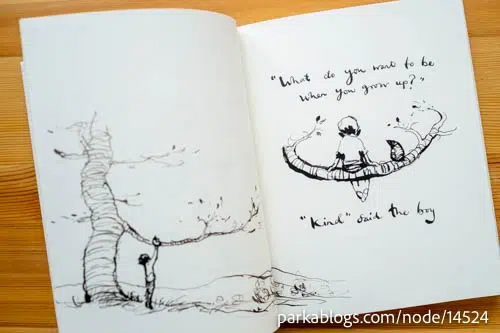 "What do you want to be
when you grow up?"
"Kind" said the boy
parkablogs.com/node/14524